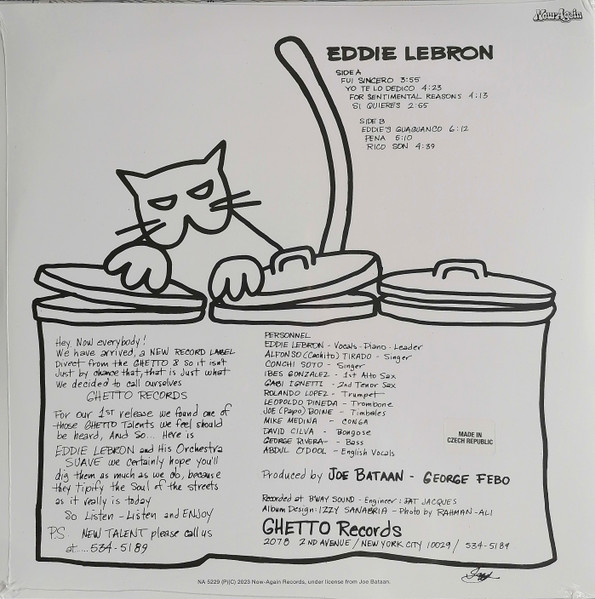 Now-Again
EDDIE LEBRON
SIDE A
FUI SINCERO 3:55
YO TE LO DEDICO 4:23
FOR SENTIMENTAL REASONS 4:13
SI QUIERES 2:55
SIDE B
EDDIE'S GUAGUANCO 6:12
PENA 5:10
RICO SON 4:39
Hey, Now everybody!
We have arrived, a NEW RECORD LABEL
Direct from the GHETTO & So it isn't
Just by chance that, that is Just what
We decided to call ourselves
GHETTO RECORDS
For our 1ST release we found one of
those GHETTO Talents we feel should
be heard, And So... Here is
EDDIE LEBRON and His Orchestra
SUAVE we certainly hope you'll
dig them as much as we do, because
they tipify the Soul of the streets
as it really is today
So Listen - Listen and ENJOY
P.S. NEW TALENT please call us
at.... 534-5189
PERSONNEL
EDDIE LEBRON - Vocals - Piano - Leader
ALFONSO (Cachito) TIRADO - Singer
CONCHI SOTO - Singer
IBES GONZALEZ - 1st Alto Sax
GABI IGNETTI - 2nd Tenor Sax
ROLANDO LOPEZ - Trumpet
LEOPOLDO PINEDA - Trombone
JOE (Papo) BOINE - Timbales
MIKE MEDINA - CONGA
DAVID CILVA - Bongose
GEORGE RIVERA - Bass
ABDUL O'DOOL - English Vocals
MADE IN
CZECH REPUBLIC
Produced by JOE BATAAN - GEORGE FEBO
Recorded at B'WAY SOUND - Engineer: PAT JACQUES
Album Design: IZZY SANABRIA - Photo by RAHMAN-ALI
GHETTO Records
2078 2ND AVENUE / NEW YORK CITY 10029 / 534-5189
NA 5229 (P)(C) 2023 Now-Again Records, under license from Joe Bataan.